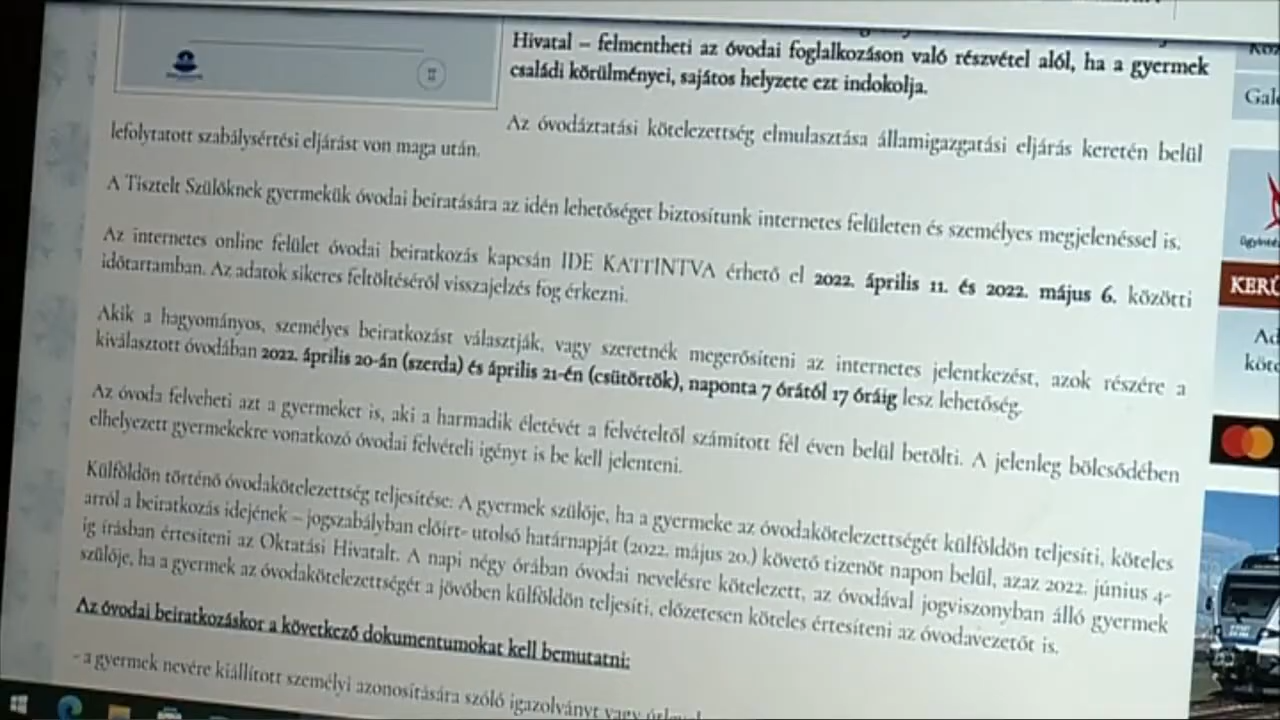 Hivatal – felmentheti az óvodai foglalkozáson való részvétel alól, ha a gyermek
családi körülményei, sajátos helyzete ezt indokolja.
Az óvodáztatási kötelezettség elmulasztása államigazgatási eljárás keretén belül
lefolytatott szabálysértési eljárást von maga után.
A Tisztelt Szülőknek gyermekük óvodai beiratására az idén lehetőséget biztosítunk internetes felületen és személyes megjelenéssel is.
Az internetes online felület óvodai beiratkozás kapcsán IDE KATTINTVA érhető el 2022. április 11. és 2022. május 6. közötti
időtartamban. Az adatok sikeres feltöltéséről visszajelzés fog érkezni.
Akik a hagyományos, személyes beiratkozást választják, vagy szeretnék megerősíteni az internetes jelentkezést, azok részére a
kiválasztott óvodában 2022. április 20-án (szerda) és április 21-én (csütörtök), naponta 7 órától 17 óráig lesz lehetőség.
Az óvoda felveheti azt a gyermeket is, aki a harmadik életévét a felvételtől számított fél éven belül betölti. A jelenleg bölcsődében
elhelyezett gyermekekre vonatkozó óvodai felvételi igényt is be kell jelenteni.
Külföldön történő óvodakötelezettség teljesítése: A gyermek szülője, ha a gyermeke az óvodakötelezettségét külföldön teljesíti, köteles
arról a beiratkozás idejének – jogszabályban előírt- utolsó határnapját (2022. május 20.) követő tizenöt napon belül, azaz 2022. június 4-
ig írásban értesíteni az Oktatási Hivatalt. A napi négy órában óvodai nevelésre kötelezett, az óvodával jogviszonyban álló gyermek
szülője, ha a gyermek az óvodakötelezettségét a jövőben külföldön teljesíti, előzetesen köteles értesíteni az óvodavezetőt is.
Az óvodai beiratkozáskor a következő dokumentumokat kell bemutatni:
- a gyermek nevére kiállított személyi azonosítására szóló igazolványt vagy
KERÜ